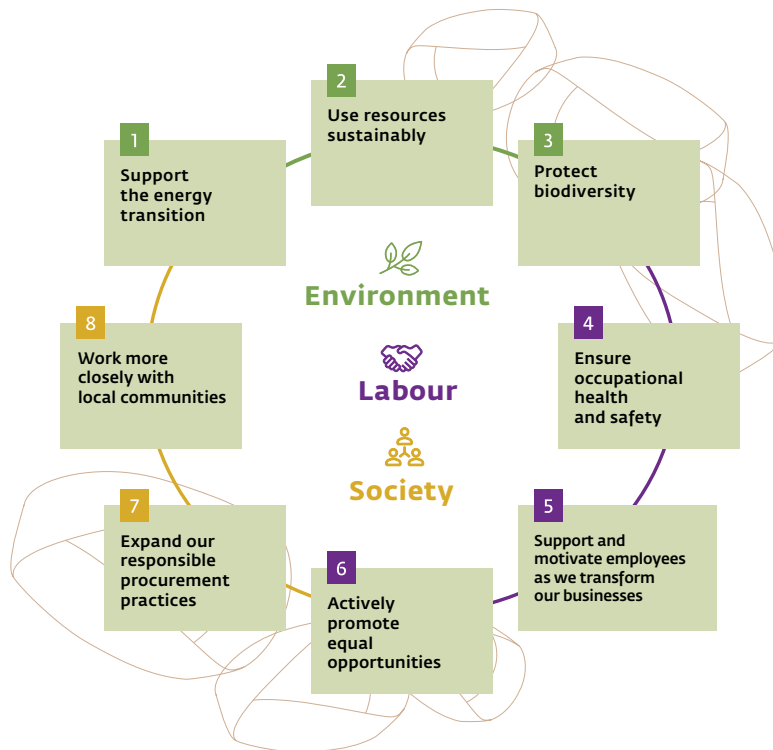 1
Support
the energy
transition
2
Use resources
sustainably
3
Protect
biodiversity
Environment
Labour
Society
4
Ensure
occupational
health
and safety
5
Support and
motivate employees
as we transform
our businesses
6
Actively
promote
equal
opportunities
7
Expand our
responsible
procurement
practices
8
Work more
closely with
local communities